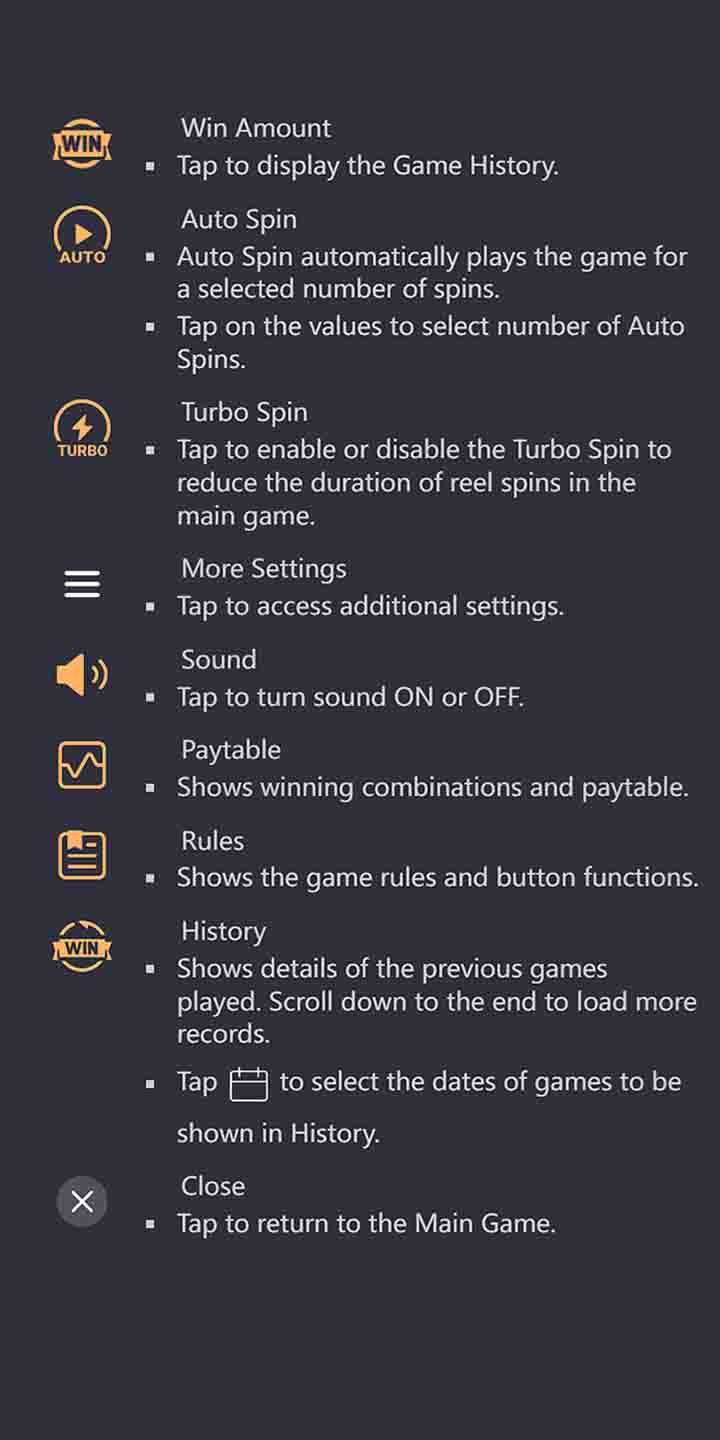 WIN
Win Amount
▪ Tap to display the Game History.
AUTO
Auto Spin
▪ Auto Spin automatically plays the game for
a selected number of spins.
▪ Tap on the values to select number of Auto
Spins.
TURBO
Turbo Spin
▪ Tap to enable or disable the Turbo Spin to
reduce the duration of reel spins in the
main game.
More Settings
▪ Tap to access additional settings.
Sound
▪ Tap to turn sound ON or OFF.
Paytable
▪ Shows winning combinations and paytable.
Rules
▪ Shows the game rules and button functions.
WIN
History
▪ Shows details of the previous games
played. Scroll down to the end to load more
records.
▪ Tap to select the dates of games to be
shown in History.
Close
▪ Tap to return to the Main Game.